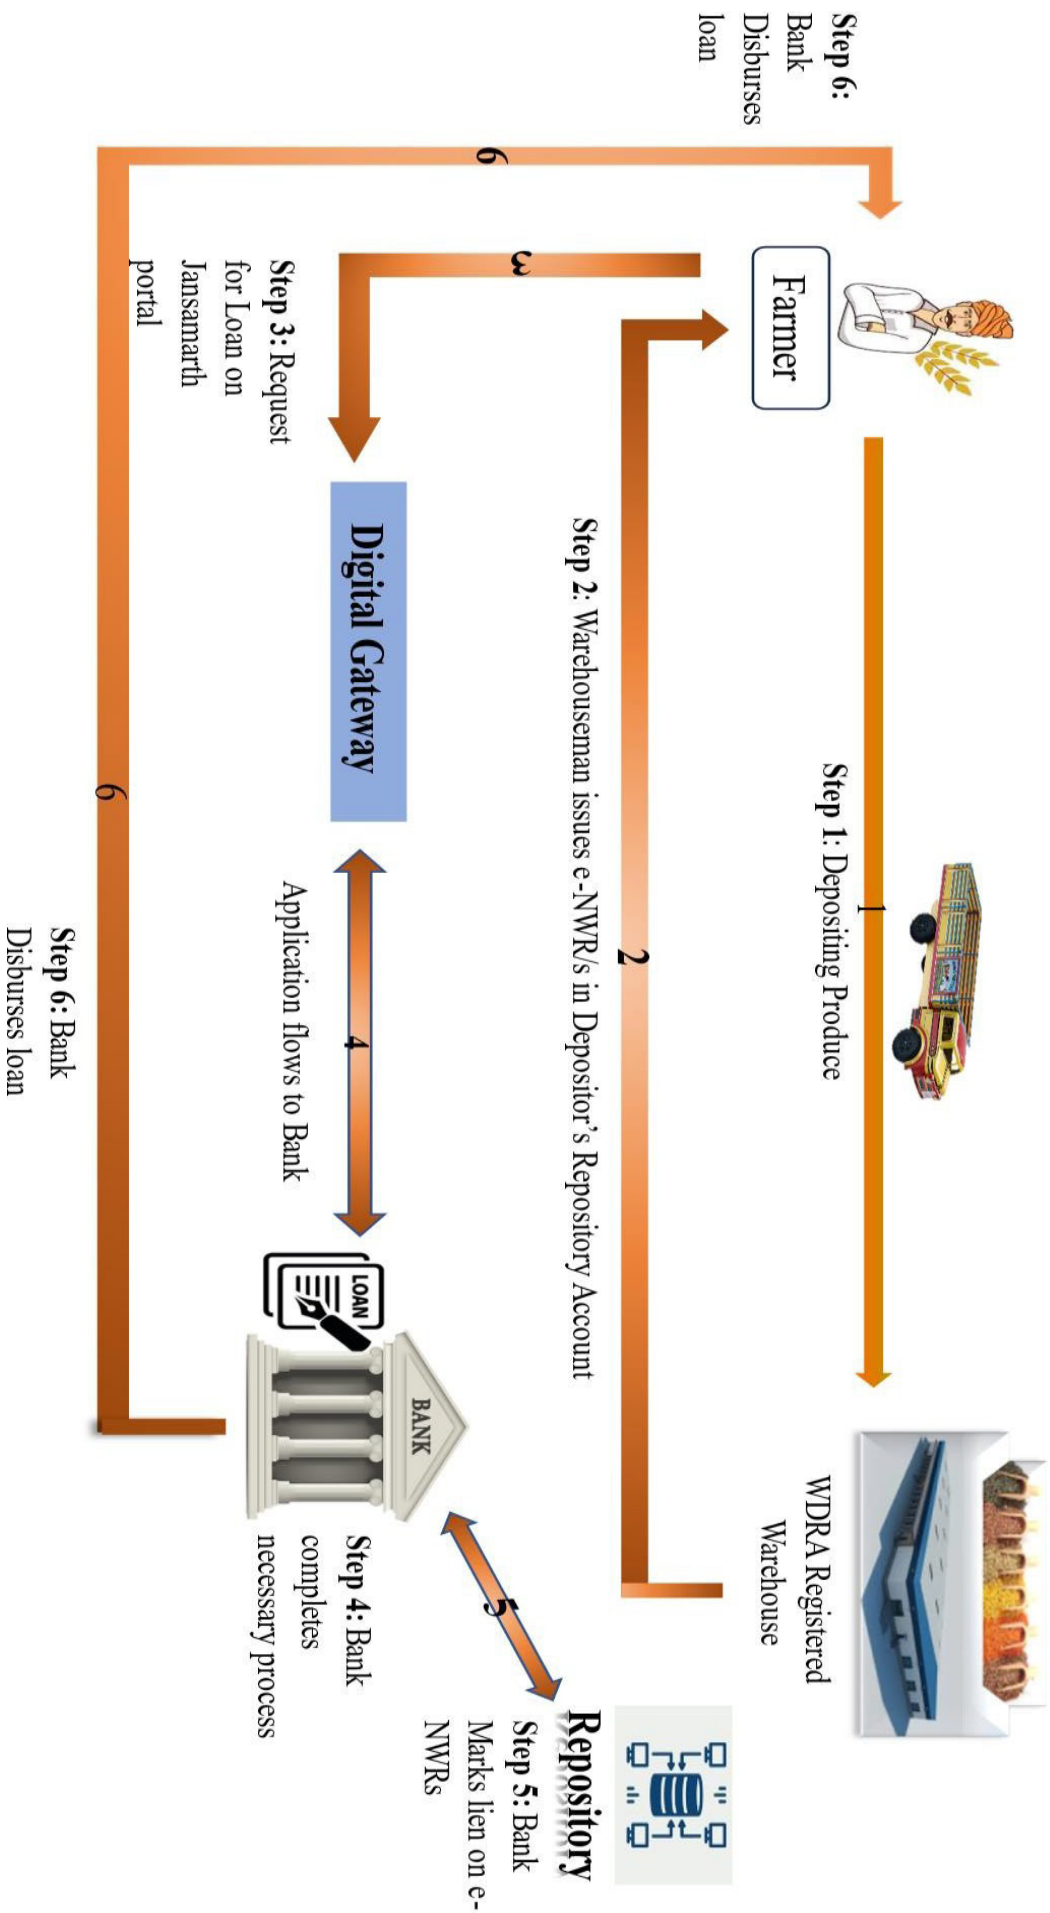 Step 1: Depositing Produce
1
WDRA Registered
Warehouse
Farmer
Step 6:
Bank
Disburses
loan
6
2
Step 2: Warehouseman issues e-NWR/s in Depositor's Repository Account
3
Step 3: Request
for Loan on
Jansamarth
portal
Digital Gateway
4
Application flows to Bank
LOAN
BANK
Step 4: Bank
completes
necessary process
5
Repository
Step 5: Bank
Marks lien on e-
NWRs
6
Step 6: Bank
Disburses loan